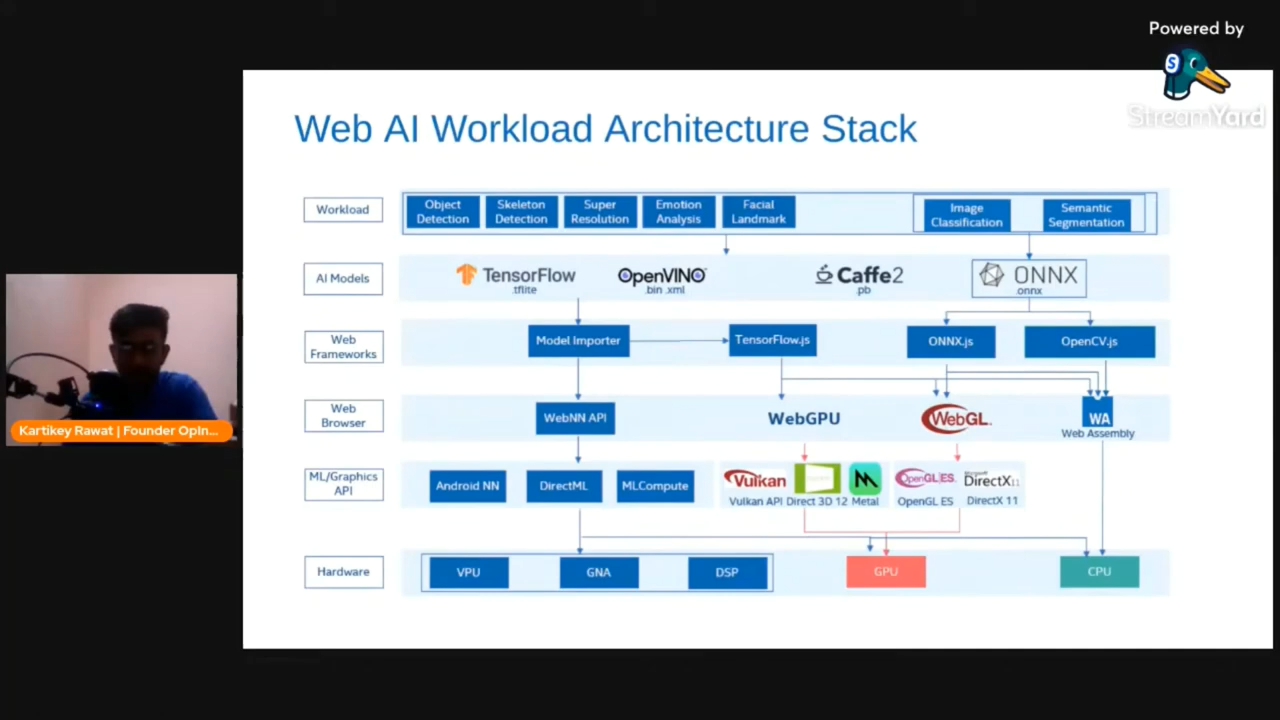 Powered by
StreamYard
Web AI Workload Architecture Stack
Workload
Object Detection
Skeleton Detection
Super Resolution
Emotion Analysis
Facial Landmark
Image Classification
Semantic Segmentation
AI Models
TensorFlow
.tflite
OpenVINO
.bin .xml
Caffe2
.pb
ONNX
.onnx
Web Frameworks
Model Importer
TensorFlow.js
ONNX.js
OpenCV.js
Web Browser
WebNN API
WebGPU
WebGL
WA
Web Assembly
ML/Graphics API
Android NN
DirectML
MLCompute
Vulkan
Vulkan API
Direct 3D 12
Metal
OpenGL|ES
OpenGL ES
Microsoft
DirectX11
DirectX 11
Hardware
VPU
GNA
DSP
GPU
CPU
Kartikey Rawat | Founder OpIn...